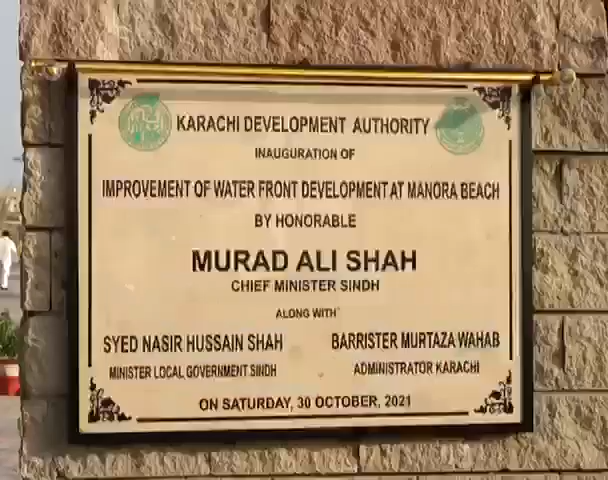 KARACHI DEVELOPMENT AUTHORITY
INAUGURATION OF
IMPROVEMENT OF WATER FRONT DEVELOPMENT AT MANORA BEACH
BY HONORABLE
MURAD ALI SHAH
CHIEF MINISTER SINDH
ALONG WITH
SYED NASIR HUSSAIN SHAH BARRISTER MURTAZA WAHAB
MINISTER LOCAL GOVERNMENT SINDH ADMINISTRATOR KARACHI
ON SATURDAY, 30 OCTOBER, 2021